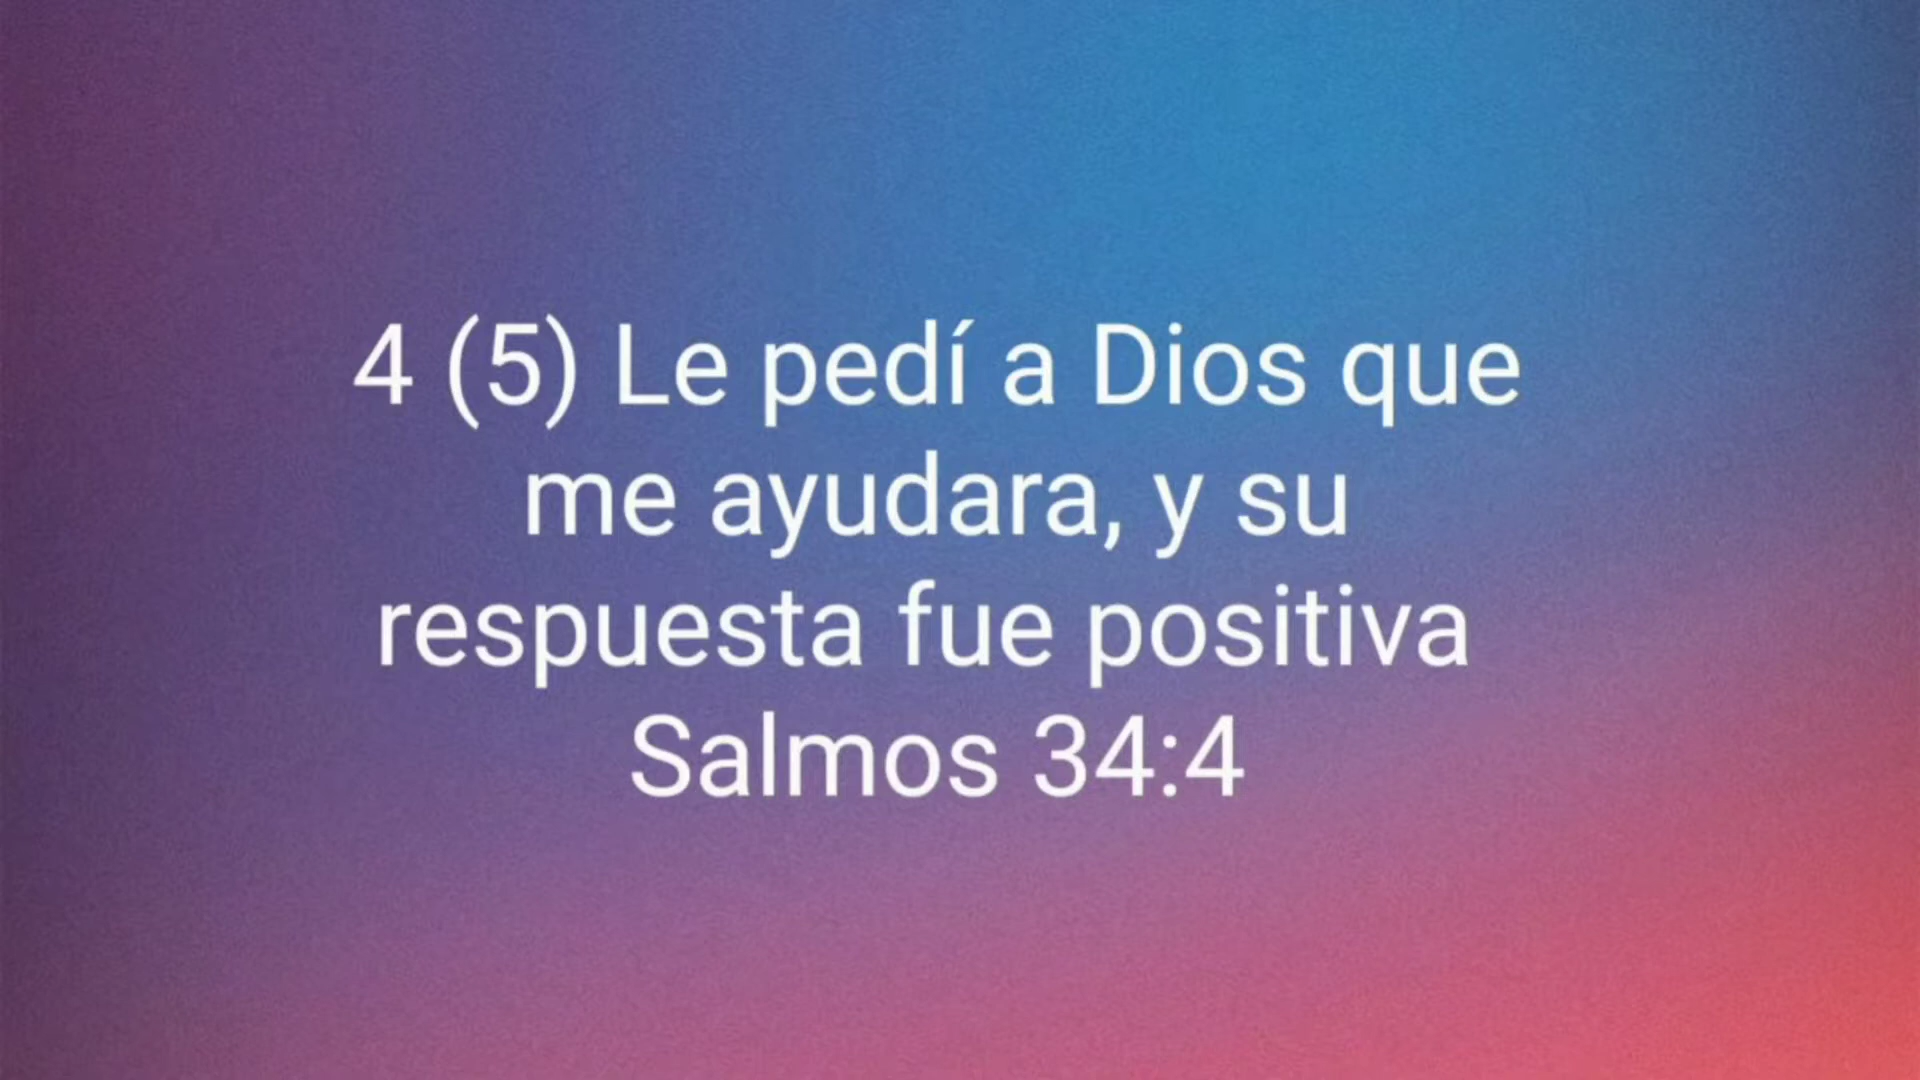 4 (5) Le pedí a Dios que
me ayudara, y su
respuesta fue positiva
Salmos 34:4